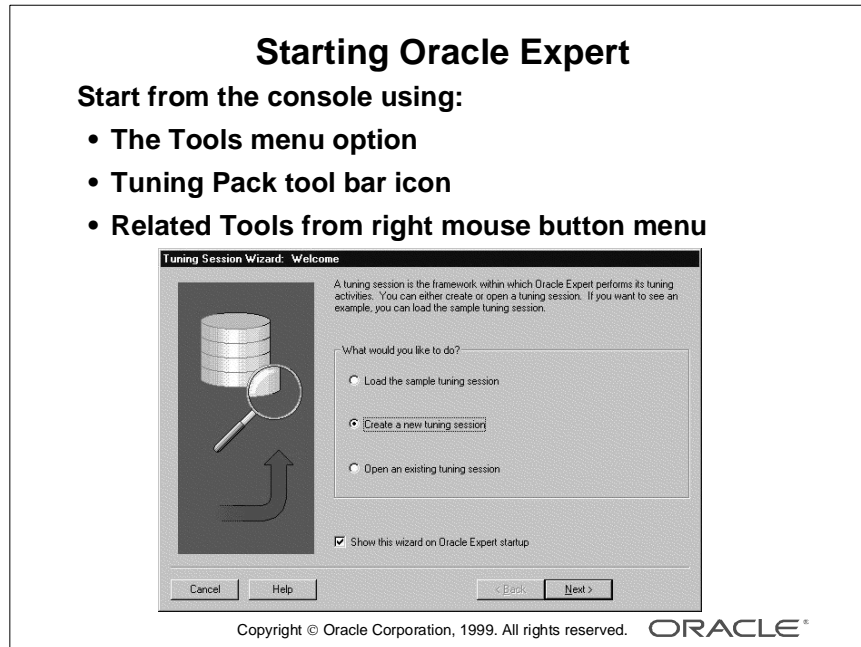 Starting Oracle Expert
Start from the console using:
• The Tools menu option
• Tuning Pack tool bar icon
• Related Tools from right mouse button menu
Tuning Session Wizard: Welcome
A tuning session is the framework within which Oracle Expert performs its tuning
activities. You can either create or open a tuning session. If you want to see an
example, you can load the sample tuning session.
What would you like to do?
Load the sample tuning session
Create a new tuning session
Open an existing tuning session
Show this wizard on Oracle Expert startup
Cancel Help < Back Next >
Copyright © Oracle Corporation, 1999. All rights reserved. ORACLE®